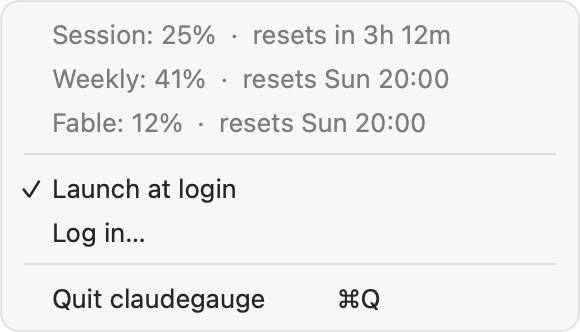 Session: 25% · resets in 3h 12m
Weekly: 41% · resets Sun 20:00
Fable: 12% · resets Sun 20:00
✓ Launch at login
Log in...
Quit claudegauge ⌘Q